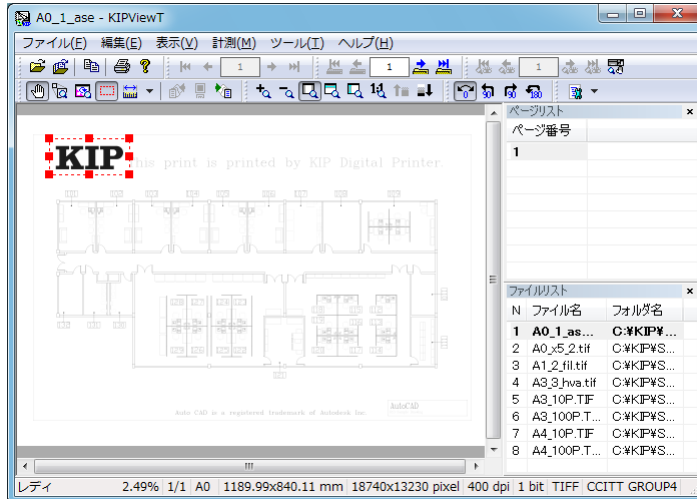 A0_1_ase - KIPViewT
ファイル(F) 編集(E) 表示(V) 計測(M) ツール(T) ヘルプ(H)
1 1 1
ページリスト
ページ番号
1
KIP This print is printed by KIP Digital Printer
AutoCAD
Auto CAD is a registered trademark of Autodesk Inc.
ファイルリスト
N ファイル名 フォルダ名
1 A0_1_as... C:¥KIP¥...
2 A0_x5_2.tif C:¥KIP¥S...
3 A1_2_fil.tif C:¥KIP¥S...
4 A3_3_hva.tif C:¥KIP¥S...
5 A3_10P.TIF C:¥KIP¥S...
6 A3_100P.T... C:¥KIP¥S...
7 A4_10P.TIF C:¥KIP¥S...
8 A4_100P.T... C:¥KIP¥S...
レディ 2.49% 1/1 A0 1189.99x840.11 mm 18740x13230 pixel 400 dpi 1 bit TIFF CCITT GROUP4